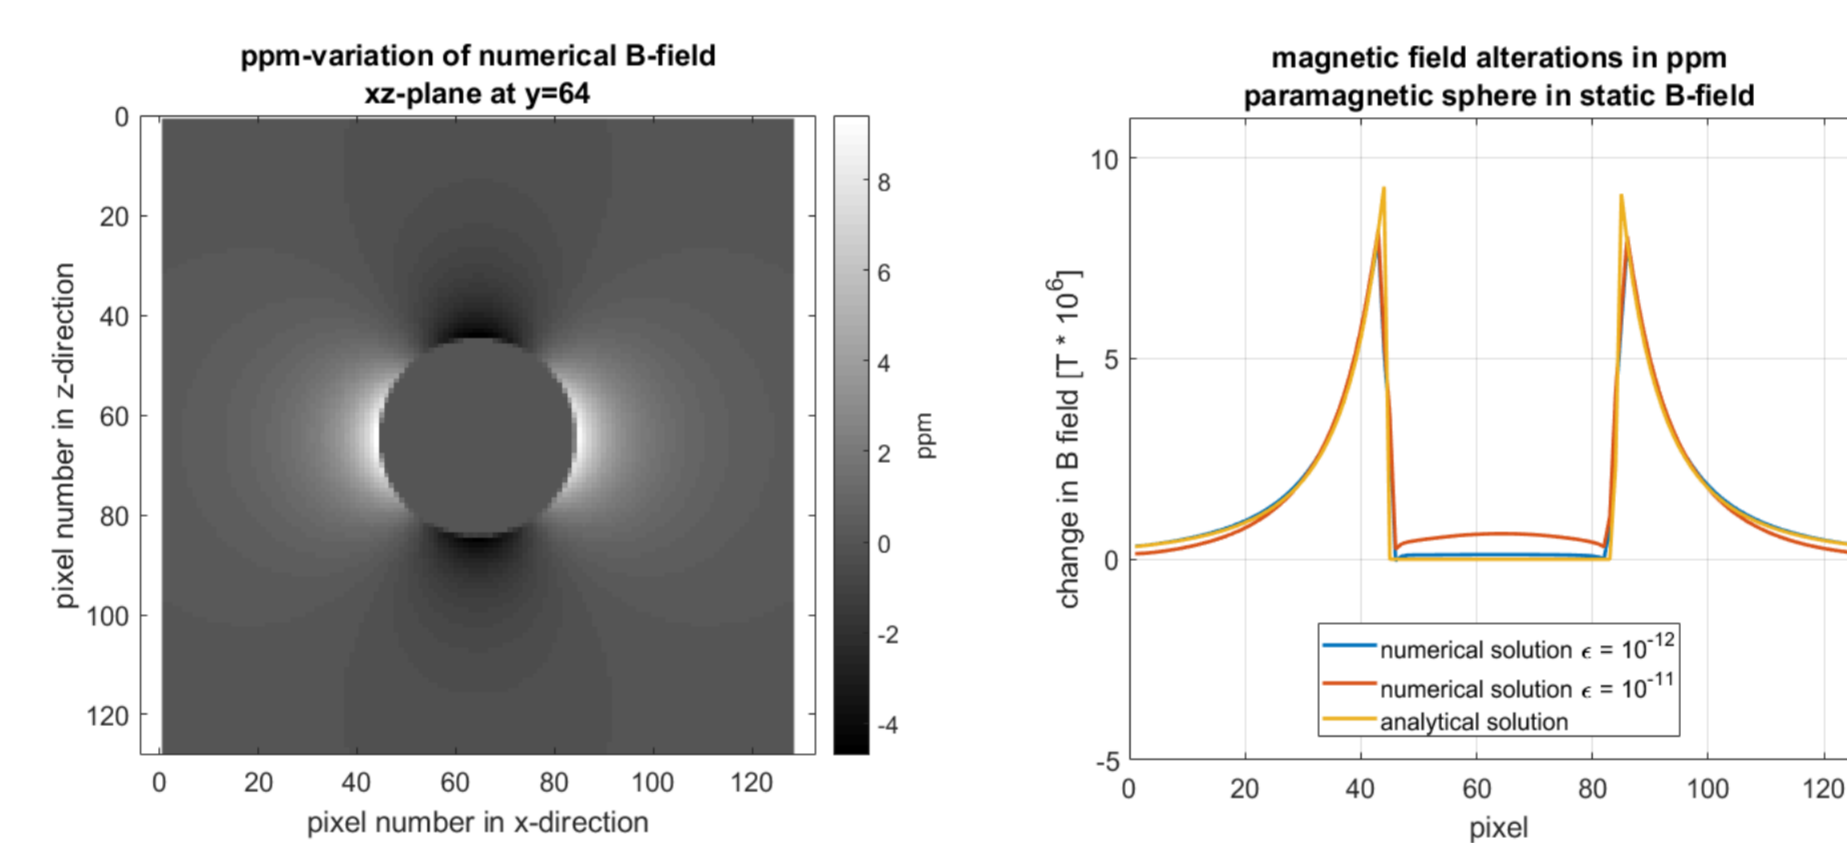 ppm-variation of numerical B-field
xz-plane at y=64
0
20
40
60
80
100
120
pixel number in z-direction
0 20 40 60 80 100 120
pixel number in x-direction
8
6
4
2
0
-2
-4
ppm
magnetic field alterations in ppm
paramagnetic sphere in static B-field
10
5
0
-5
change in B field [T * 10^6]
numerical solution ϵ = 10^-12
numerical solution ϵ = 10^-11
analytical solution
0 20 40 60 80 100 120
pixel